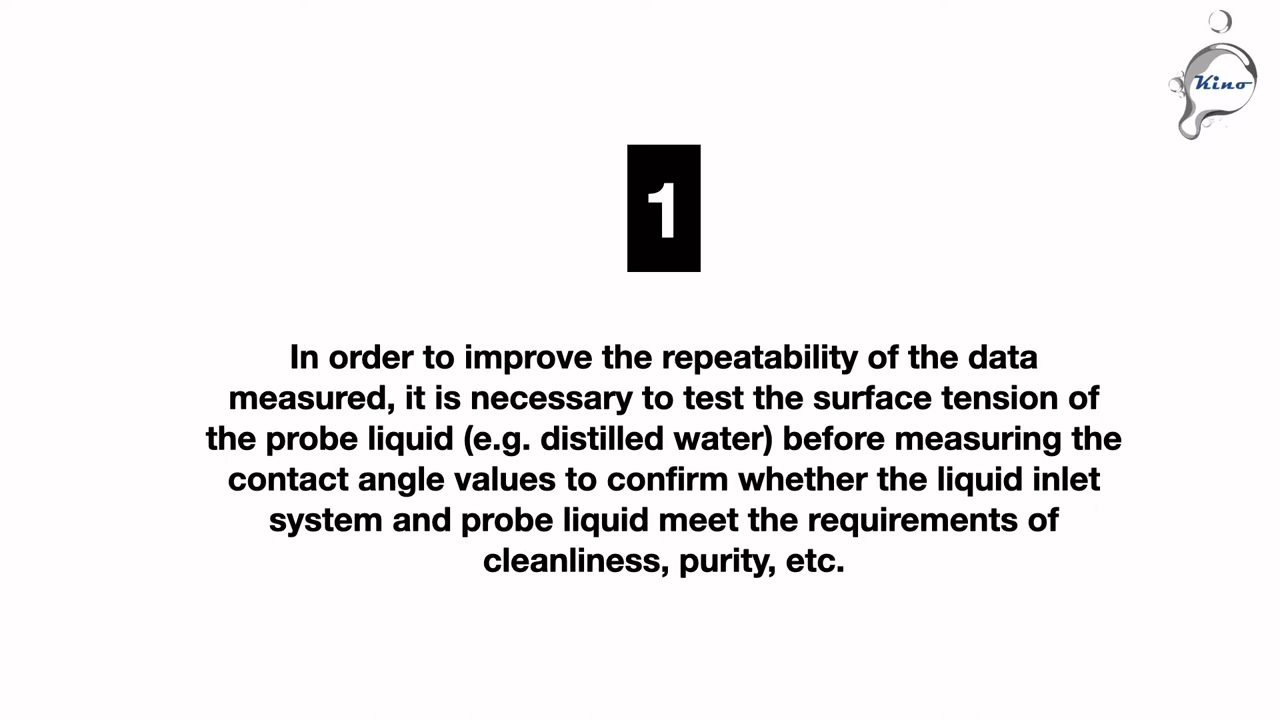 Kino
1
In order to improve the repeatability of the data
measured, it is necessary to test the surface tension of
the probe liquid (e.g. distilled water) before measuring the
contact angle values to confirm whether the liquid inlet
system and probe liquid meet the requirements of
cleanliness, purity, etc.